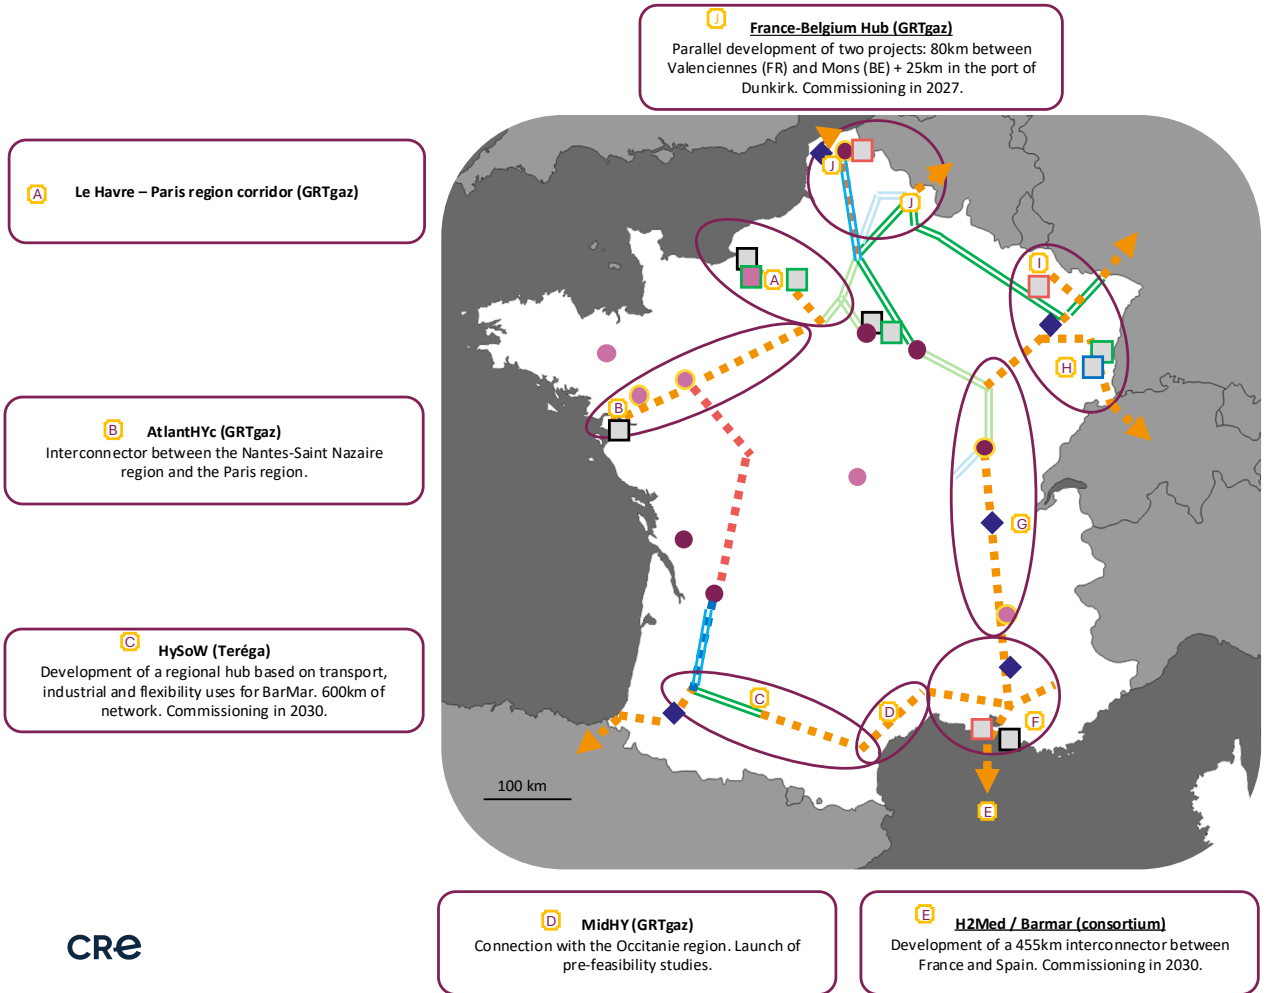 J
France-Belgium Hub (GRTgaz)
Parallel development of two projects: 80km between
Valenciennes (FR) and Mons (BE) + 25km in the port of
Dunkirk. Commissioning in 2027.
A
Le Havre – Paris region corridor (GRTgaz)
B
AtlantHYc (GRTgaz)
Interconnector between the Nantes-Saint Nazaire
region and the Paris region.
C
HySoW (Teréga)
Development of a regional hub based on transport,
industrial and flexibility uses for BarMar. 600km of
network. Commissioning in 2030.
J
J
A
I
H
B
G
C
D
F
E
100 km
D
MidHY (GRTgaz)
Connection with the Occitanie region. Launch of
pre-feasibility studies.
E
H2Med / Barmar (consortium)
Development of a 455km interconnector between
France and Spain. Commissioning in 2030.
CRe